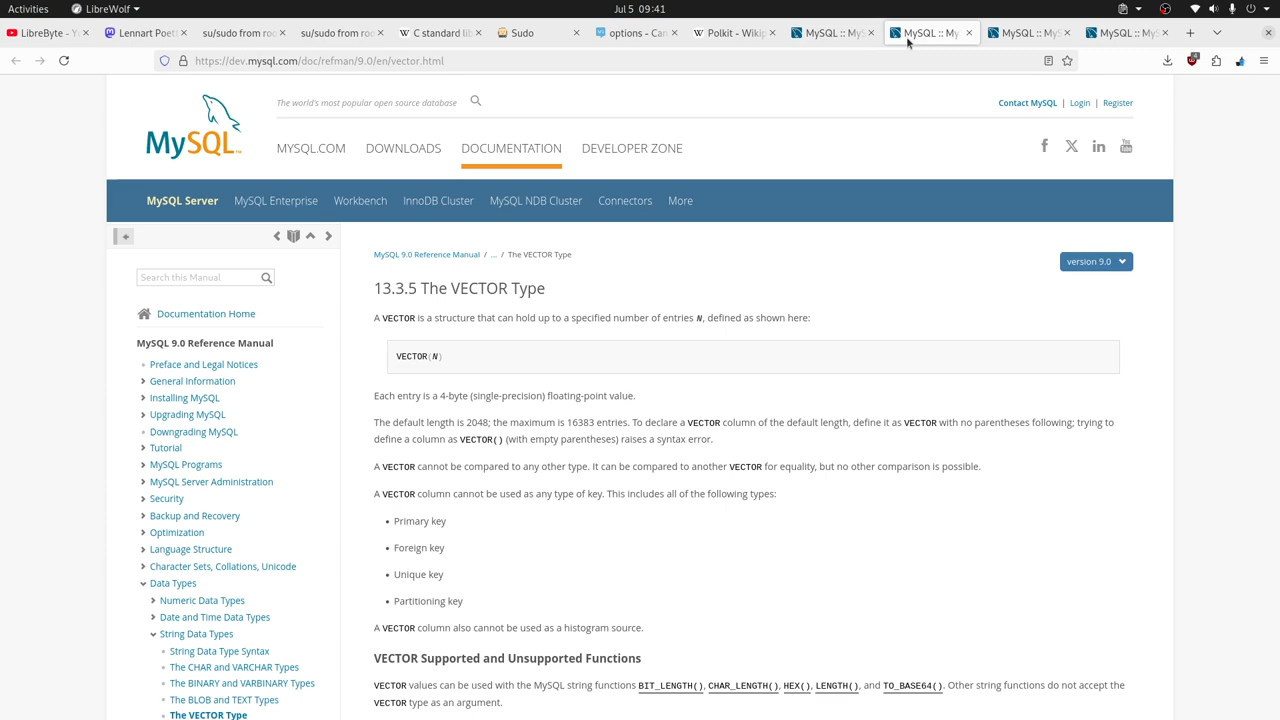 Activities
LibreWolf
Jul 5 09:41
LibreByte - Y
Lennart Poett
su/sudo from roo
su/sudo from roo
C standard lib
Sudo
options - Can
Polkit - Wikip
MySQL :: MyS
MySQL :: My
MySQL :: MyS
MySQL :: MyS
https://dev.mysql.com/doc/refman/9.0/en/vector.html
4
MySQL
The world's most popular open source database
Contact MySQL | Login | Register
MYSQL.COM
DOWNLOADS
DOCUMENTATION
DEVELOPER ZONE
MySQL Server
MySQL Enterprise
Workbench
InnoDB Cluster
MySQL NDB Cluster
Connectors
More
Search this Manual
Documentation Home
MySQL 9.0 Reference Manual
Preface and Legal Notices
General Information
Installing MySQL
Upgrading MySQL
Downgrading MySQL
Tutorial
MySQL Programs
MySQL Server Administration
Security
Backup and Recovery
Optimization
Language Structure
Character Sets, Collations, Unicode
Data Types
Numeric Data Types
Date and Time Data Types
String Data Types
String Data Type Syntax
The CHAR and VARCHAR Types
The BINARY and VARBINARY Types
The BLOB and TEXT Types
The VECTOR Type
MySQL 9.0 Reference Manual / ... / The VECTOR Type
version 9.0
13.3.5 The VECTOR Type
A VECTOR is a structure that can hold up to a specified number of entries N, defined as shown here:
VECTOR(N)
Each entry is a 4-byte (single-precision) floating-point value.
The default length is 2048; the maximum is 16383 entries. To declare a VECTOR column of the default length, define it as VECTOR with no parentheses following; trying to
define a column as VECTOR() (with empty parentheses) raises a syntax error.
A VECTOR cannot be compared to any other type. It can be compared to another VECTOR for equality, but no other comparison is possible.
A VECTOR column cannot be used as any type of key. This includes all of the following types:
• Primary key
• Foreign key
• Unique key
• Partitioning key
A VECTOR column also cannot be used as a histogram source.
VECTOR Supported and Unsupported Functions
VECTOR values can be used with the MySQL string functions BIT_LENGTH(), CHAR_LENGTH(), HEX(), LENGTH(), and TO_BASE64(). Other string functions do not accept the
VECTOR type as an argument.